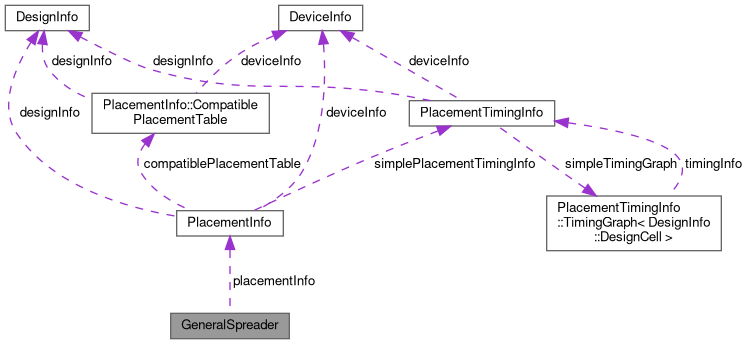 DesignInfo
DeviceInfo
designInfo
designInfo
deviceInfo
deviceInfo
designInfo
PlacementInfo::Compatible
PlacementTable
deviceInfo
PlacementTimingInfo
compatiblePlacementTable
simplePlacementTimingInfo
simpleTimingGraph
timingInfo
PlacementInfo
PlacementTimingInfo
::TimingGraph< DesignInfo
::DesignCell >
placementInfo
GeneralSpreader